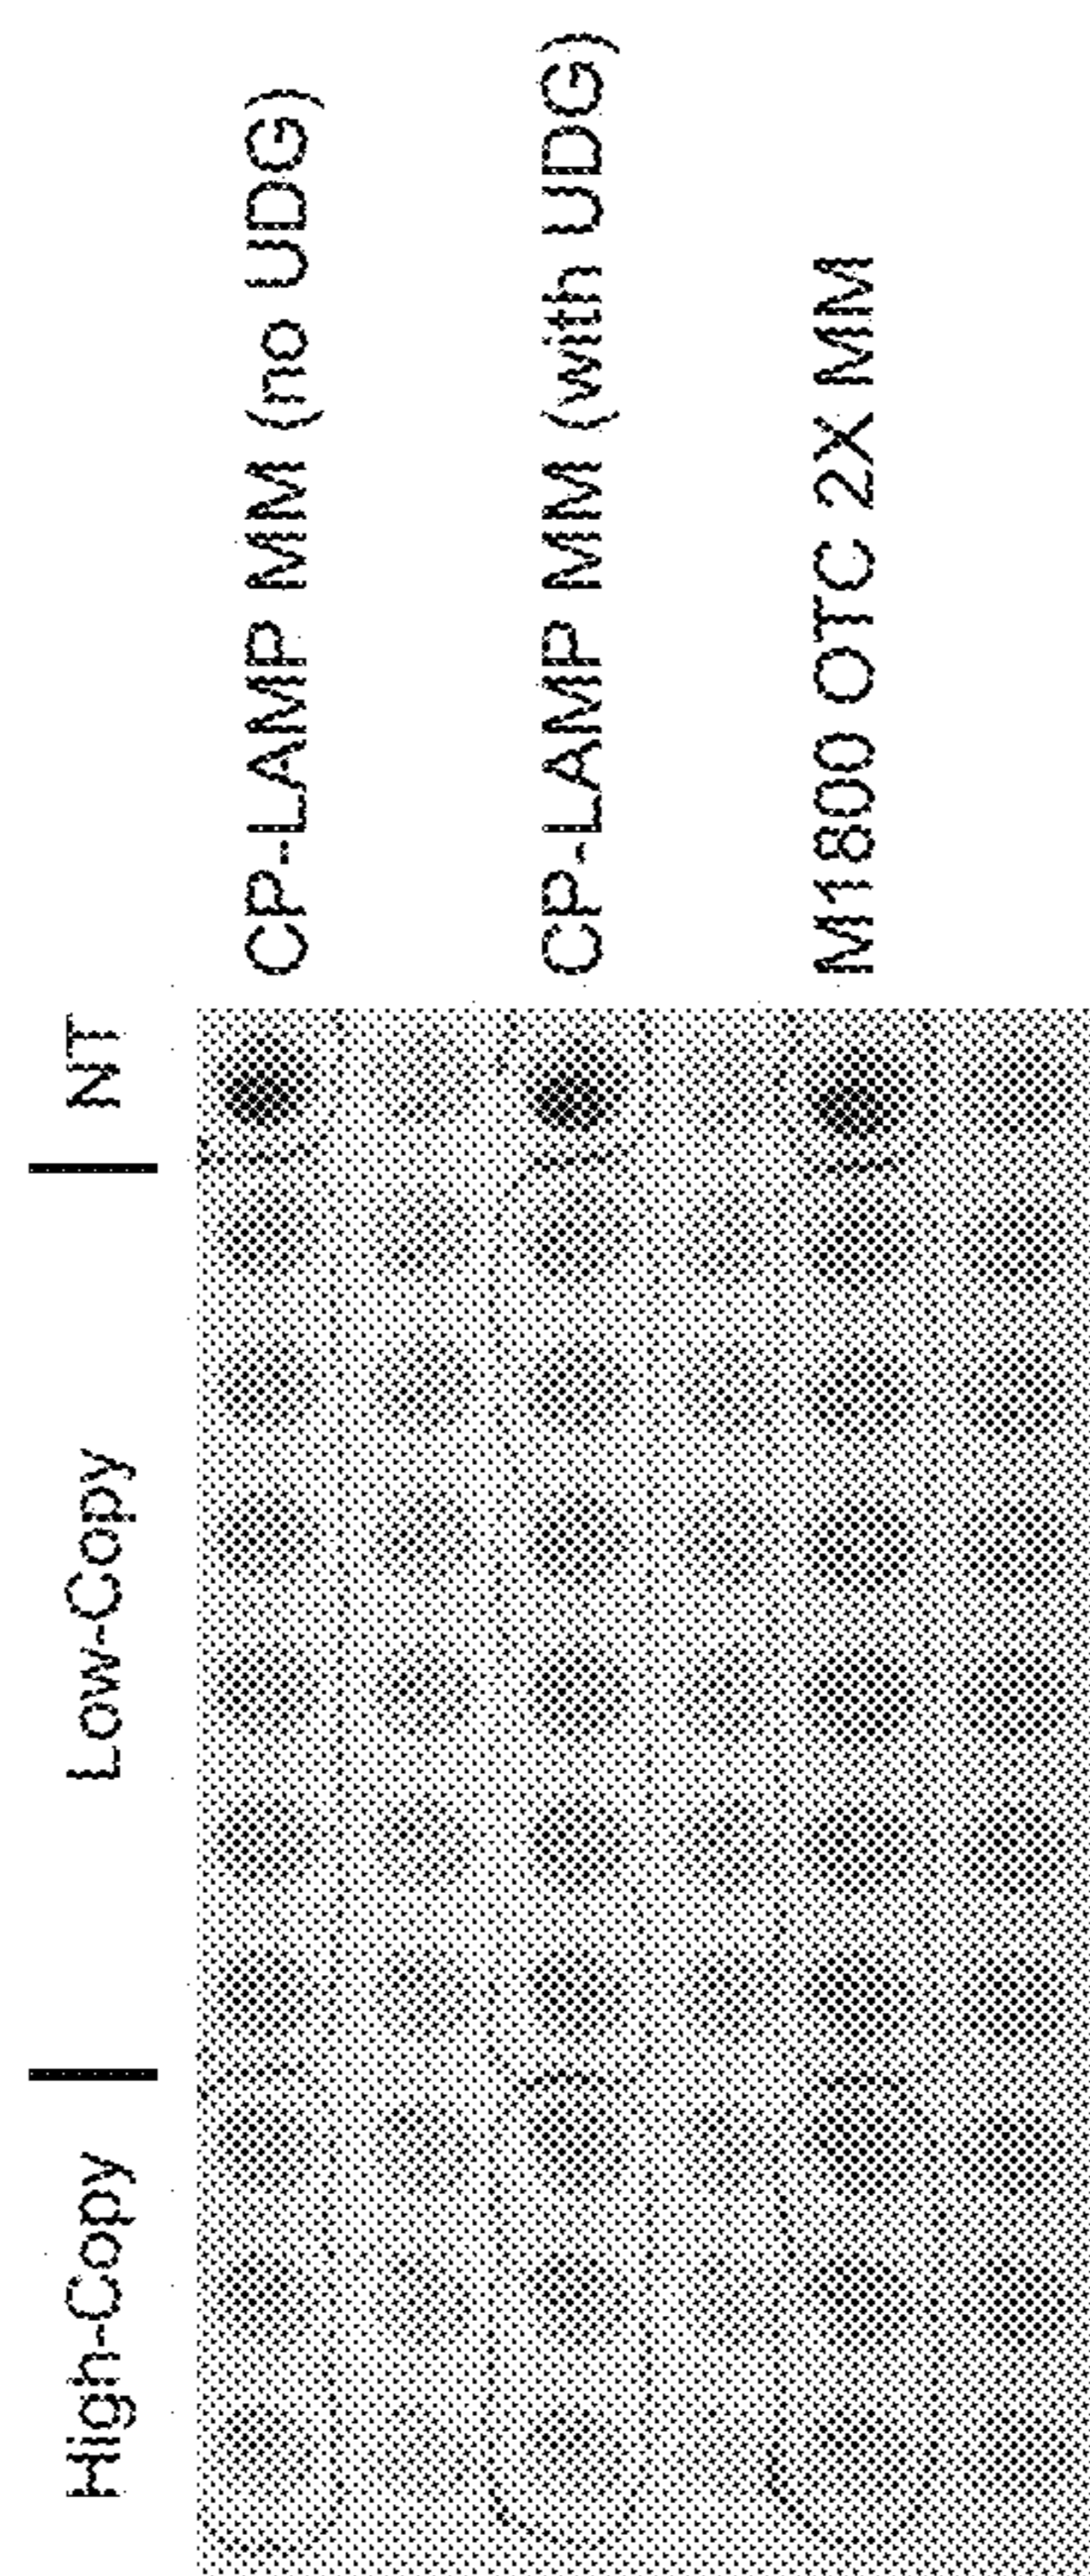 High-Copy
Low-Copy
NT
CP-LAMP MM (no UDG)
CP-LAMP MM (with UDG)
M1800 OTC 2X MM